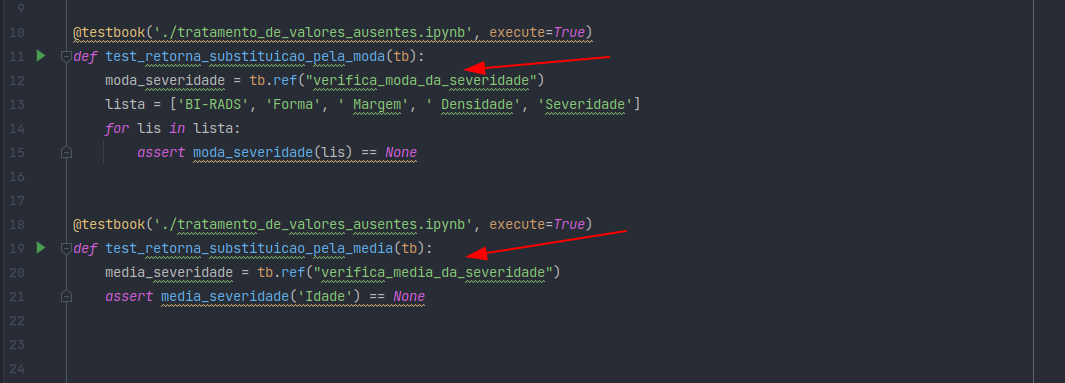 9
10 @testbook('./tratamento_de_valores_ausentes.ipynb', execute=True)
11 def test_retorna_substituicao_pela_moda(tb):
12     moda_severidade = tb.ref("verifica_moda_da_severidade")
13     lista = ['BI-RADS', 'Forma', ' Margem', ' Densidade', 'Severidade']
14     for lis in lista:
15         assert moda_severidade(lis) == None
16
17
18 @testbook('./tratamento_de_valores_ausentes.ipynb', execute=True)
19 def test_retorna_substituicao_pela_media(tb):
20     media_severidade = tb.ref("verifica_media_da_severidade")
21     assert media_severidade('Idade') == None
22
23
24